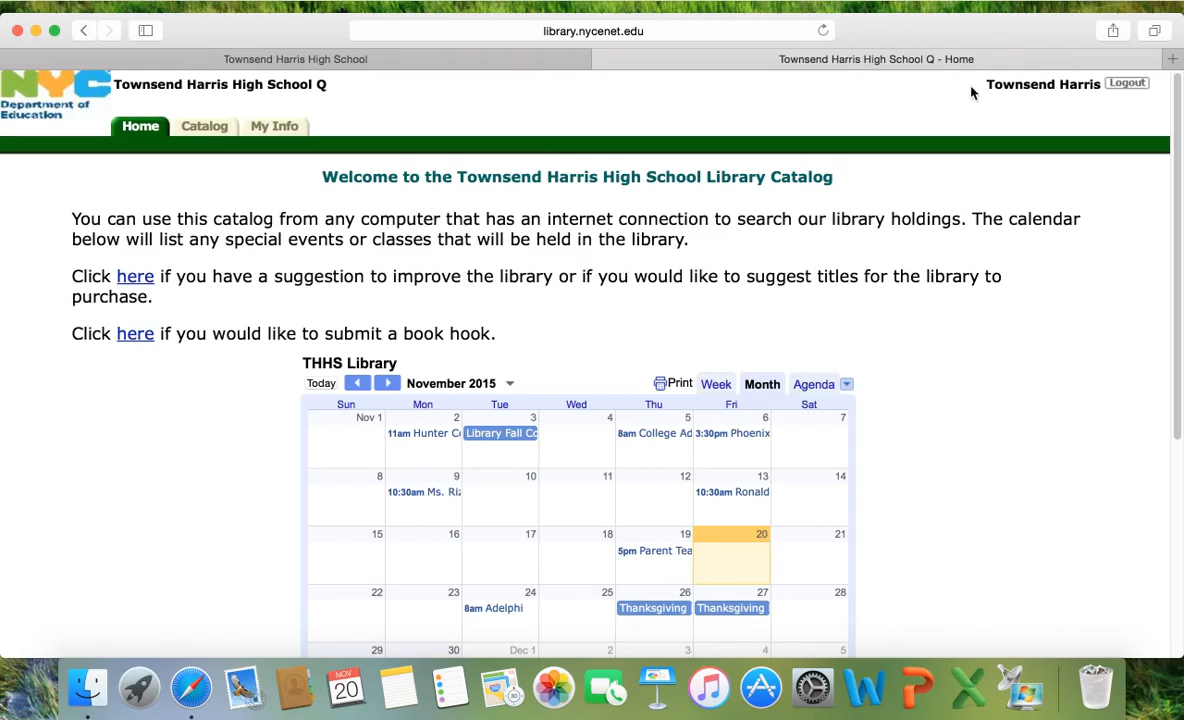 library.nycenet.edu
Townsend Harris High School
Townsend Harris High School Q - Home
NYC
Department of
Education
Townsend Harris High School Q
Townsend Harris Logout
Home Catalog My Info
Welcome to the Townsend Harris High School Library Catalog
You can use this catalog from any computer that has an internet connection to search our library holdings. The calendar
below will list any special events or classes that will be held in the library.
Click here if you have a suggestion to improve the library or if you would like to suggest titles for the library to
purchase.
Click here if you would like to submit a book hook.
THHS Library
Today November 2015 Print Week Month Agenda
Sun Mon Tue Wed Thu Fri Sat
Nov 1 2 3 4 5 6 7
11am Hunter Library Fall 8am College 3:30pm Phoenix
8 9 10 11 12 13 14
10:30am Ms. 10:30am Ronald
15 16 17 18 19 20 21
5pm Parent
22 23 24 25 26 27 28
8am Adelphi Thanksgiving Thanksgiving
29 30 Dec 1 2 3 4 5
NOV
20